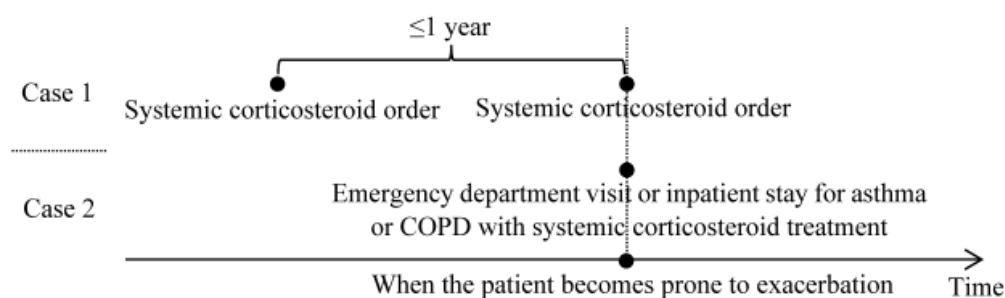 ≤1 year
Case 1
Systemic corticosteroid order
Systemic corticosteroid order
Case 2
Emergency department visit or inpatient stay for asthma
or COPD with systemic corticosteroid treatment
When the patient becomes prone to exacerbation
Time